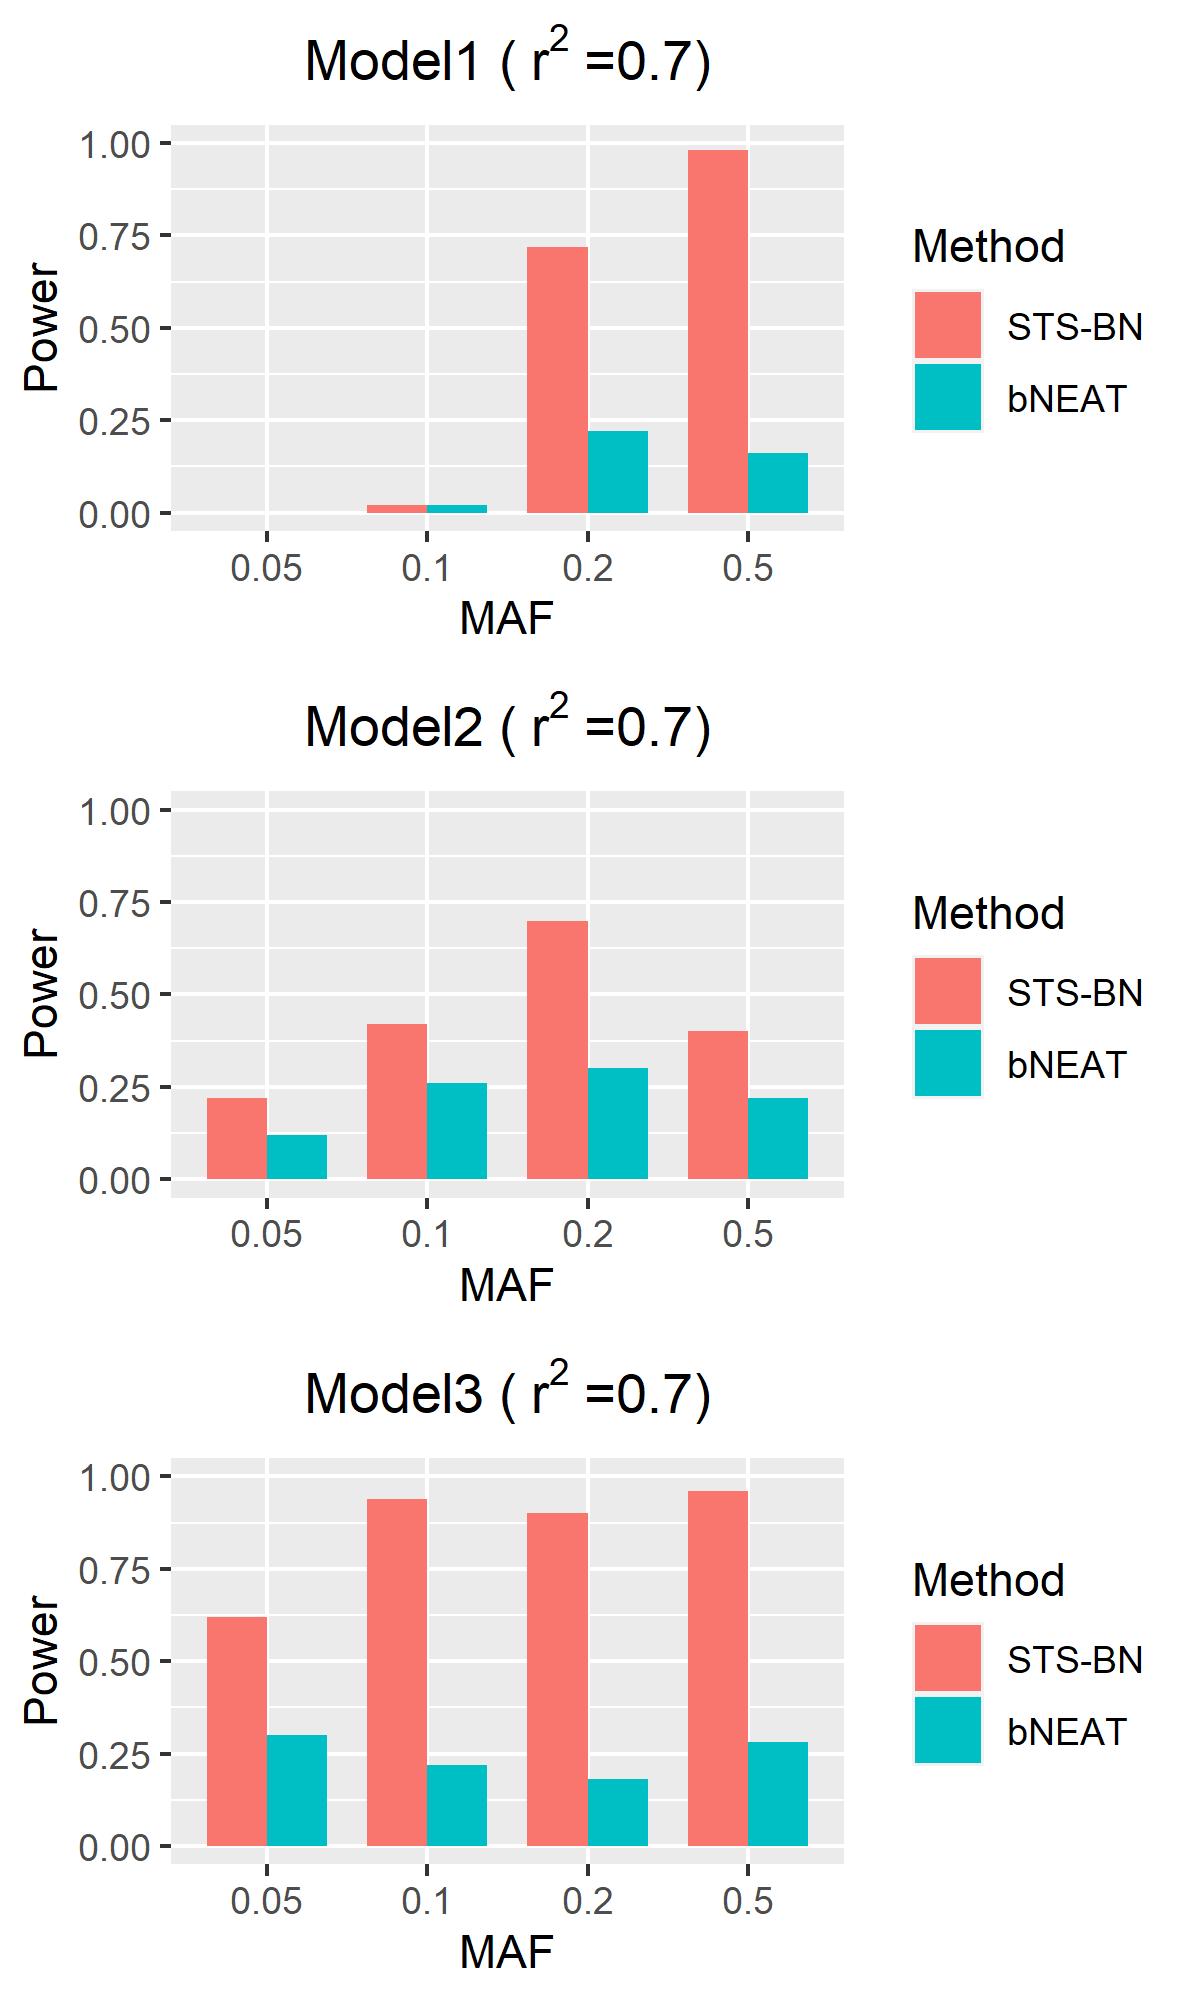 Model1 ( r² =0.7)
1.00
0.75
0.50
0.25
0.00
Power
0.05 0.1 0.2 0.5
MAF
Method
STS-BN
bNEAT
Model2 ( r² =0.7)
1.00
0.75
0.50
0.25
0.00
Power
0.05 0.1 0.2 0.5
MAF
Method
STS-BN
bNEAT
Model3 ( r² =0.7)
1.00
0.75
0.50
0.25
0.00
Power
0.05 0.1 0.2 0.5
MAF
Method
STS-BN
bNEAT